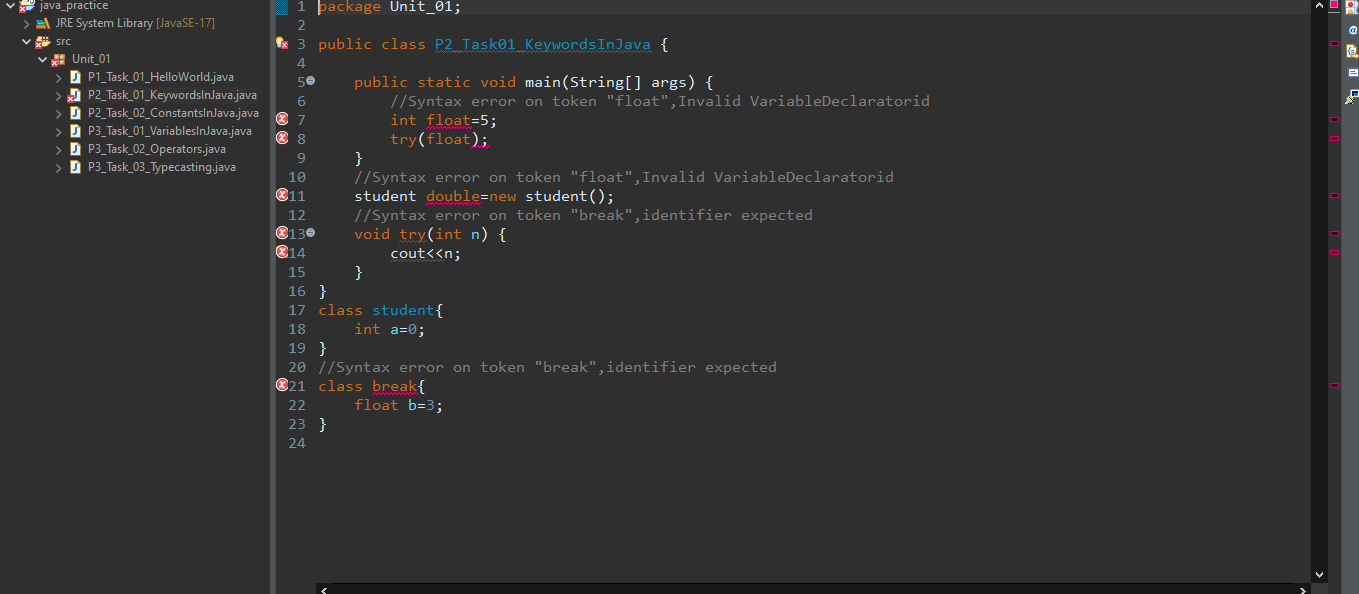 java_practice
JRE System Library [JavaSE-17]
src
Unit_01
P1_Task_01_HelloWorld.java
P2_Task_01_KeywordsInJava.java
P2_Task_02_ConstantsInJava.java
P3_Task_01_VariablesInJava.java
P3_Task_02_Operators.java
P3_Task_03_Typecasting.java
1 package Unit_01;
2
3 public class P2_Task01_KeywordsInJava {
4
5 public static void main(String[] args) {
6 //Syntax error on token "float",Invalid VariableDeclaratorid
7 int float=5;
8 try(float);
9 }
10 //Syntax error on token "float",Invalid VariableDeclaratorid
11 student double=new student();
12 //Syntax error on token "break",identifier expected
13 void try(int n) {
14 cout<<n;
15 }
16 }
17 class student{
18 int a=0;
19 }
20 //Syntax error on token "break",identifier expected
21 class break{
22 float b=3;
23 }
24